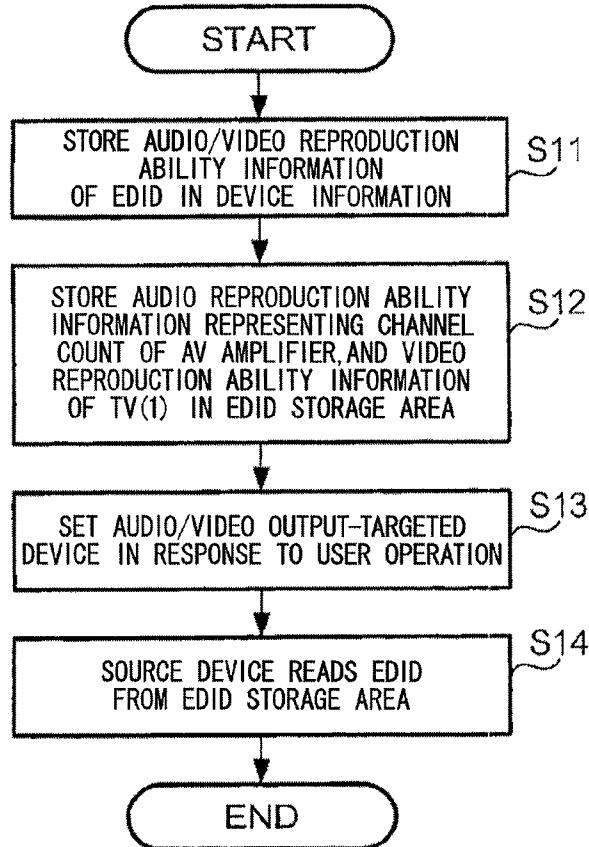 START
STORE AUDIO/VIDEO REPRODUCTION
ABILITY INFORMATION
OF EDID IN DEVICE INFORMATION
S11
STORE AUDIO REPRODUCTION ABILITY
INFORMATION REPRESENTING CHANNEL
COUNT OF AV AMPLIFIER,AND VIDEO
REPRODUCTION ABILITY INFORMATION
OF TV(1) IN EDID STORAGE AREA
S12
SET AUDIO/VIDEO OUTPUT-TARGETED
DEVICE IN RESPONSE TO USER OPERATION
S13
SOURCE DEVICE READS EDID
FROM EDID STORAGE AREA
S14
END